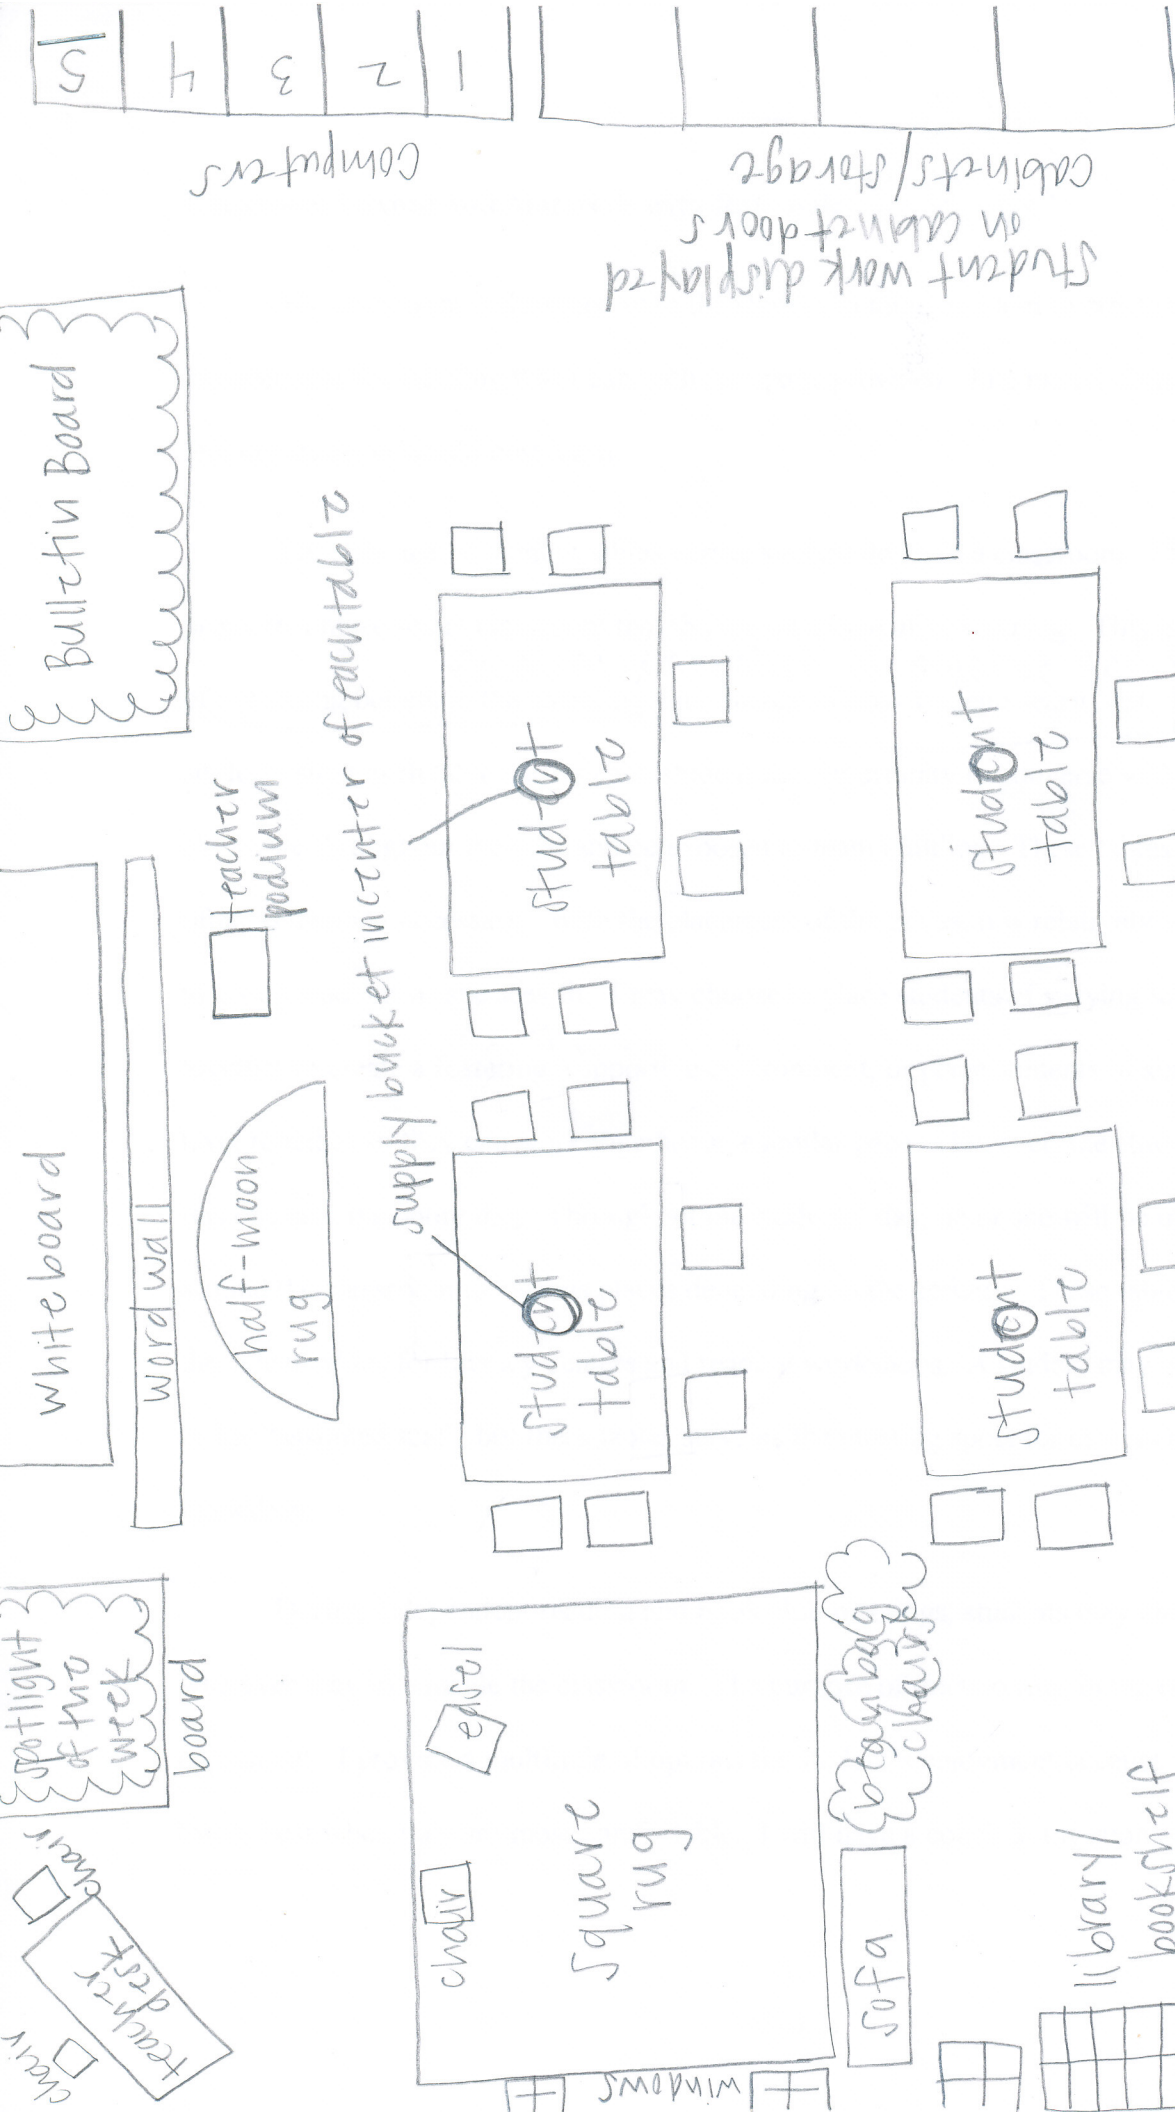 5
4
3
2
1
Computers
cabinets/storage
Student work displayed
on cabinet doors
Bulletin Board
teacher
podium
supply bucket in center of each table
student
table
student
table
whiteboard
word wall
half-moon
rug
student
table
student
table
spotlight
of the
week
board
chair
teacher
desk
chair
easel
chair
square
rug
bean bag
chairs
sofa
windows
library/
bookshelf